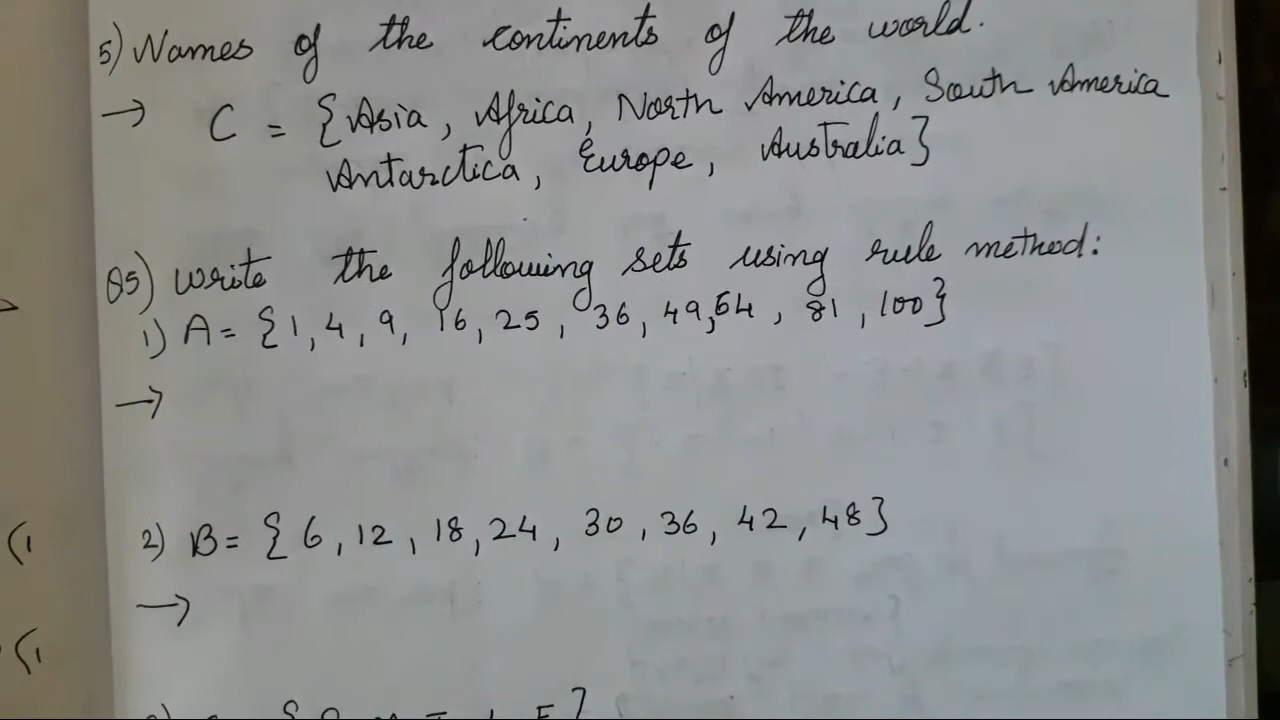 5) Names of the continents of the world.
→ C = {Asia, Africa, North America, South America
Antarctica, Europe, Australia}
Q5) Write the following sets using rule method:
1) A = {1, 4, 9, 16, 25, 36, 49, 64, 81, 100}
→
2) B = {6, 12, 18, 24, 30, 36, 42, 48}
→